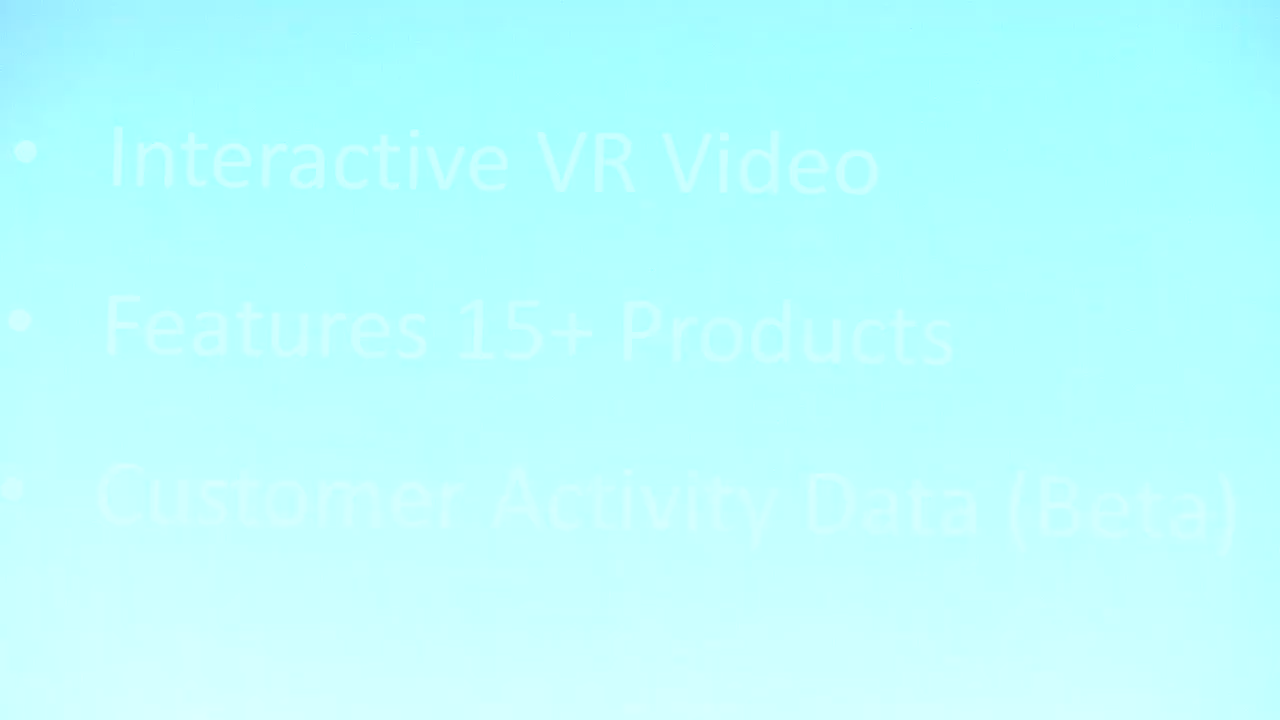 • Interactive VR Video
• Features 15+ Products
• Customer Activity Data (Beta)